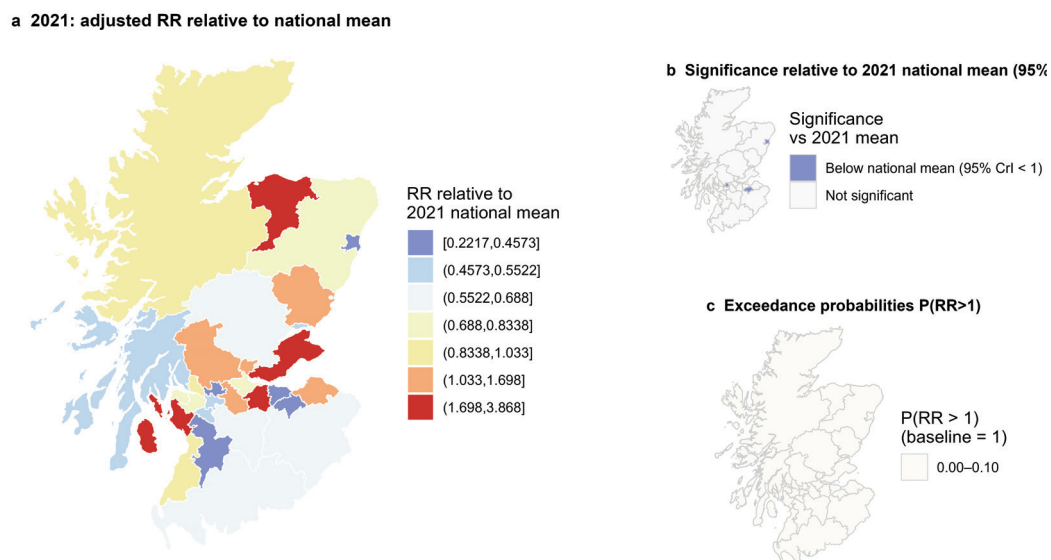 a 2021: adjusted RR relative to national mean
RR relative to
2021 national mean
[0.2217,0.4573]
(0.4573,0.5522]
(0.5522,0.688]
(0.688,0.8338]
(0.8338,1.033]
(1.033,1.698]
(1.698,3.868]
b Significance relative to 2021 national mean (95%
Significance
vs 2021 mean
Below national mean (95% CrI < 1)
Not significant
c Exceedance probabilities P(RR>1)
P(RR > 1)
(baseline = 1)
0.00–0.10